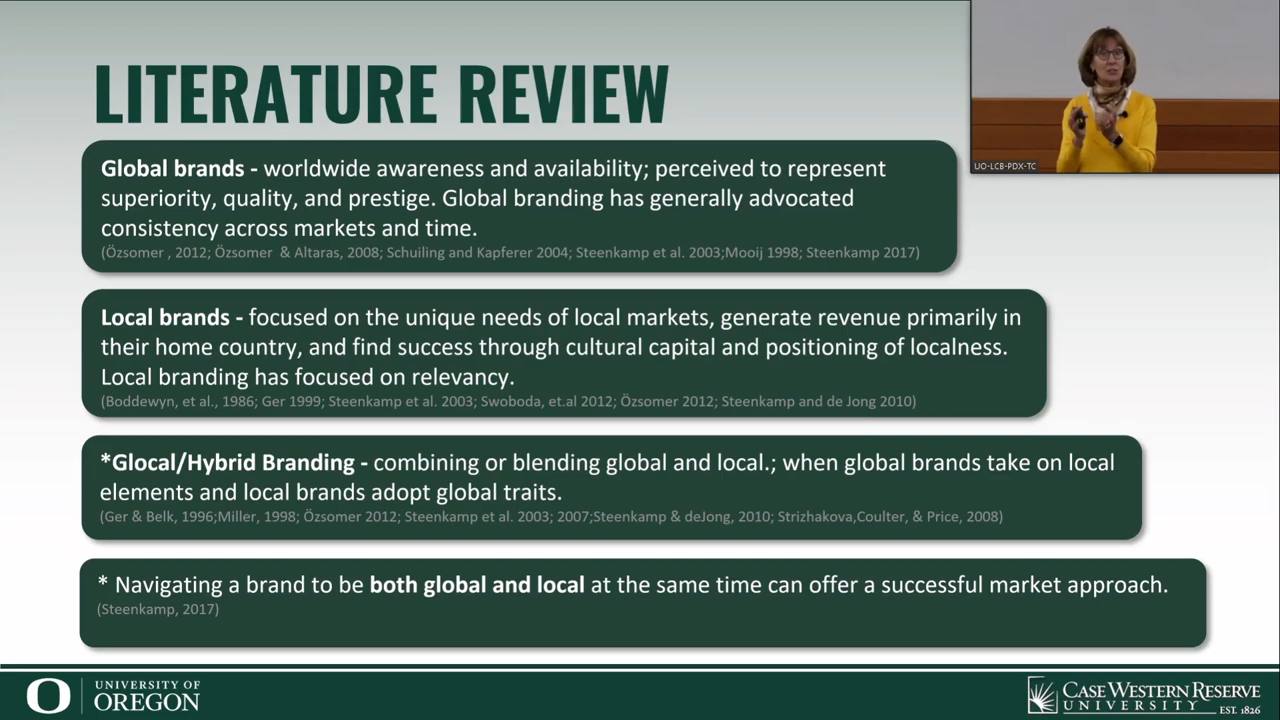 LITERATURE REVIEW
Global brands - worldwide awareness and availability; perceived to represent
superiority, quality, and prestige. Global branding has generally advocated
consistency across markets and time.
(Özsomer , 2012; Özsomer & Altaras, 2008; Schuiling and Kapferer 2004; Steenkamp et al. 2003;Mooij 1998; Steenkamp 2017)
Local brands - focused on the unique needs of local markets, generate revenue primarily in
their home country, and find success through cultural capital and positioning of localness.
Local branding has focused on relevancy.
(Boddewyn, et al., 1986; Ger 1999; Steenkamp et al. 2003; Swoboda, et.al 2012; Özsomer 2012; Steenkamp and de Jong 2010)
*Glocal/Hybrid Branding - combining or blending global and local.; when global brands take on local
elements and local brands adopt global traits.
(Ger & Belk, 1996;Miller, 1998; Özsomer 2012; Steenkamp et al. 2003; 2007;Steenkamp & deJong, 2010; Strizhakova,Coulter, & Price, 2008)
* Navigating a brand to be both global and local at the same time can offer a successful market approach.
(Steenkamp, 2017)
UO-LCB-PDX-TC
O
UNIVERSITY OF
OREGON
CASE WESTERN RESERVE
UNIVERSITY EST. 1826